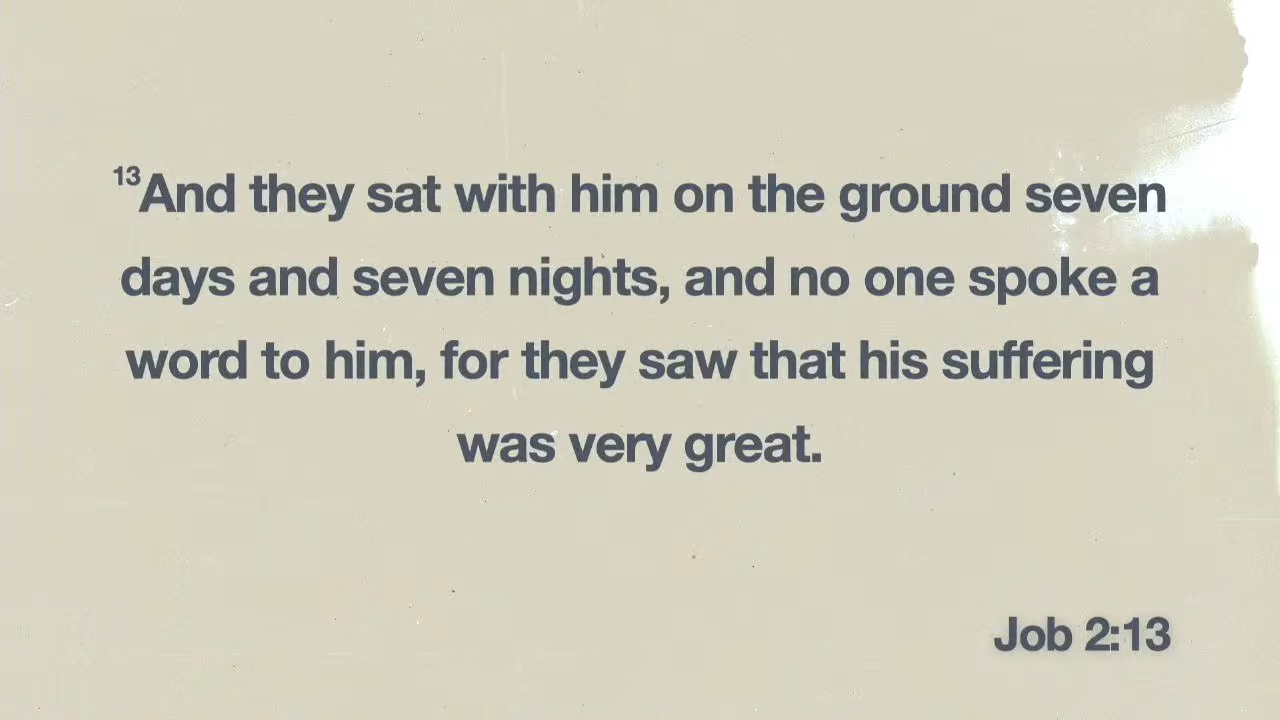 13And they sat with him on the ground seven
days and seven nights, and no one spoke a
word to him, for they saw that his suffering
was very great.
Job 2:13